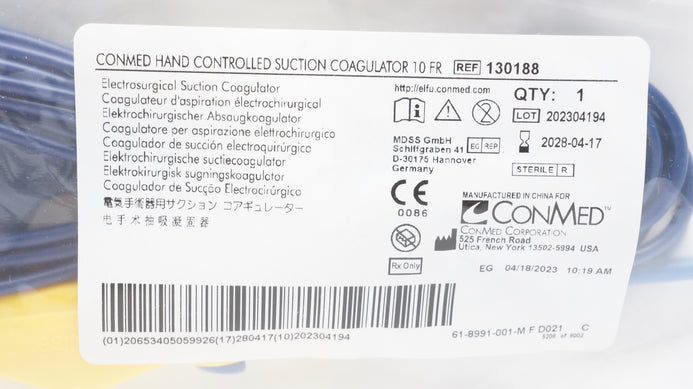 CONMED HAND CONTROLLED SUCTION COAGULATOR 10 FR REF 130188
Electrosurgical Suction Coagulator
Coagulateur d'aspiration électrochirurgical
Elektrochirurgischer Absaugkoagulator
Coagulatore per aspirazione elettrochirurgico
Coagulador de succión electroquirúrgico
Elektrochirurgische suctiecoagulator
Elektrokirurgisk sugningskoagulator
Coagulador de Sucção Electrocirúrgico
電気手術器用サクション コアギュレーター
电手术抽吸凝固器
http://eifu.conmed.com
MDSS GmbH
Schiffgraben 41 EC REP
D-30175 Hannover
Germany
CE
0086
Rx Only
QTY: 1
LOT 202304194
2028-04-17
STERILE R
MANUFACTURED IN CHINA FOR
CONMED™
CONMED CORPORATION
525 French Road
Utica, New York 13502-5994 USA
EG 04/18/2023 10:19 AM
(01)20653405059926(17)280417(10)202304194
61-8991-001-M F D021 C
5208 of 8002